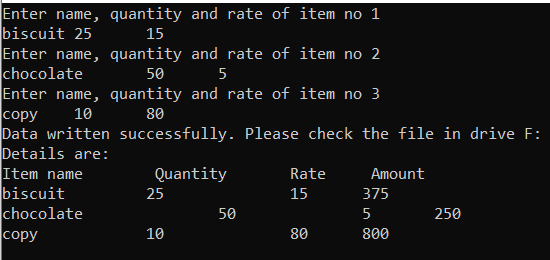 Enter name, quantity and rate of item no 1
biscuit 25 15
Enter name, quantity and rate of item no 2
chocolate 50 5
Enter name, quantity and rate of item no 3
copy 10 80
Data written successfully. Please check the file in drive F:
Details are:
Item name Quantity Rate Amount
biscuit 25 15 375
chocolate 50 5 250
copy 10 80 800